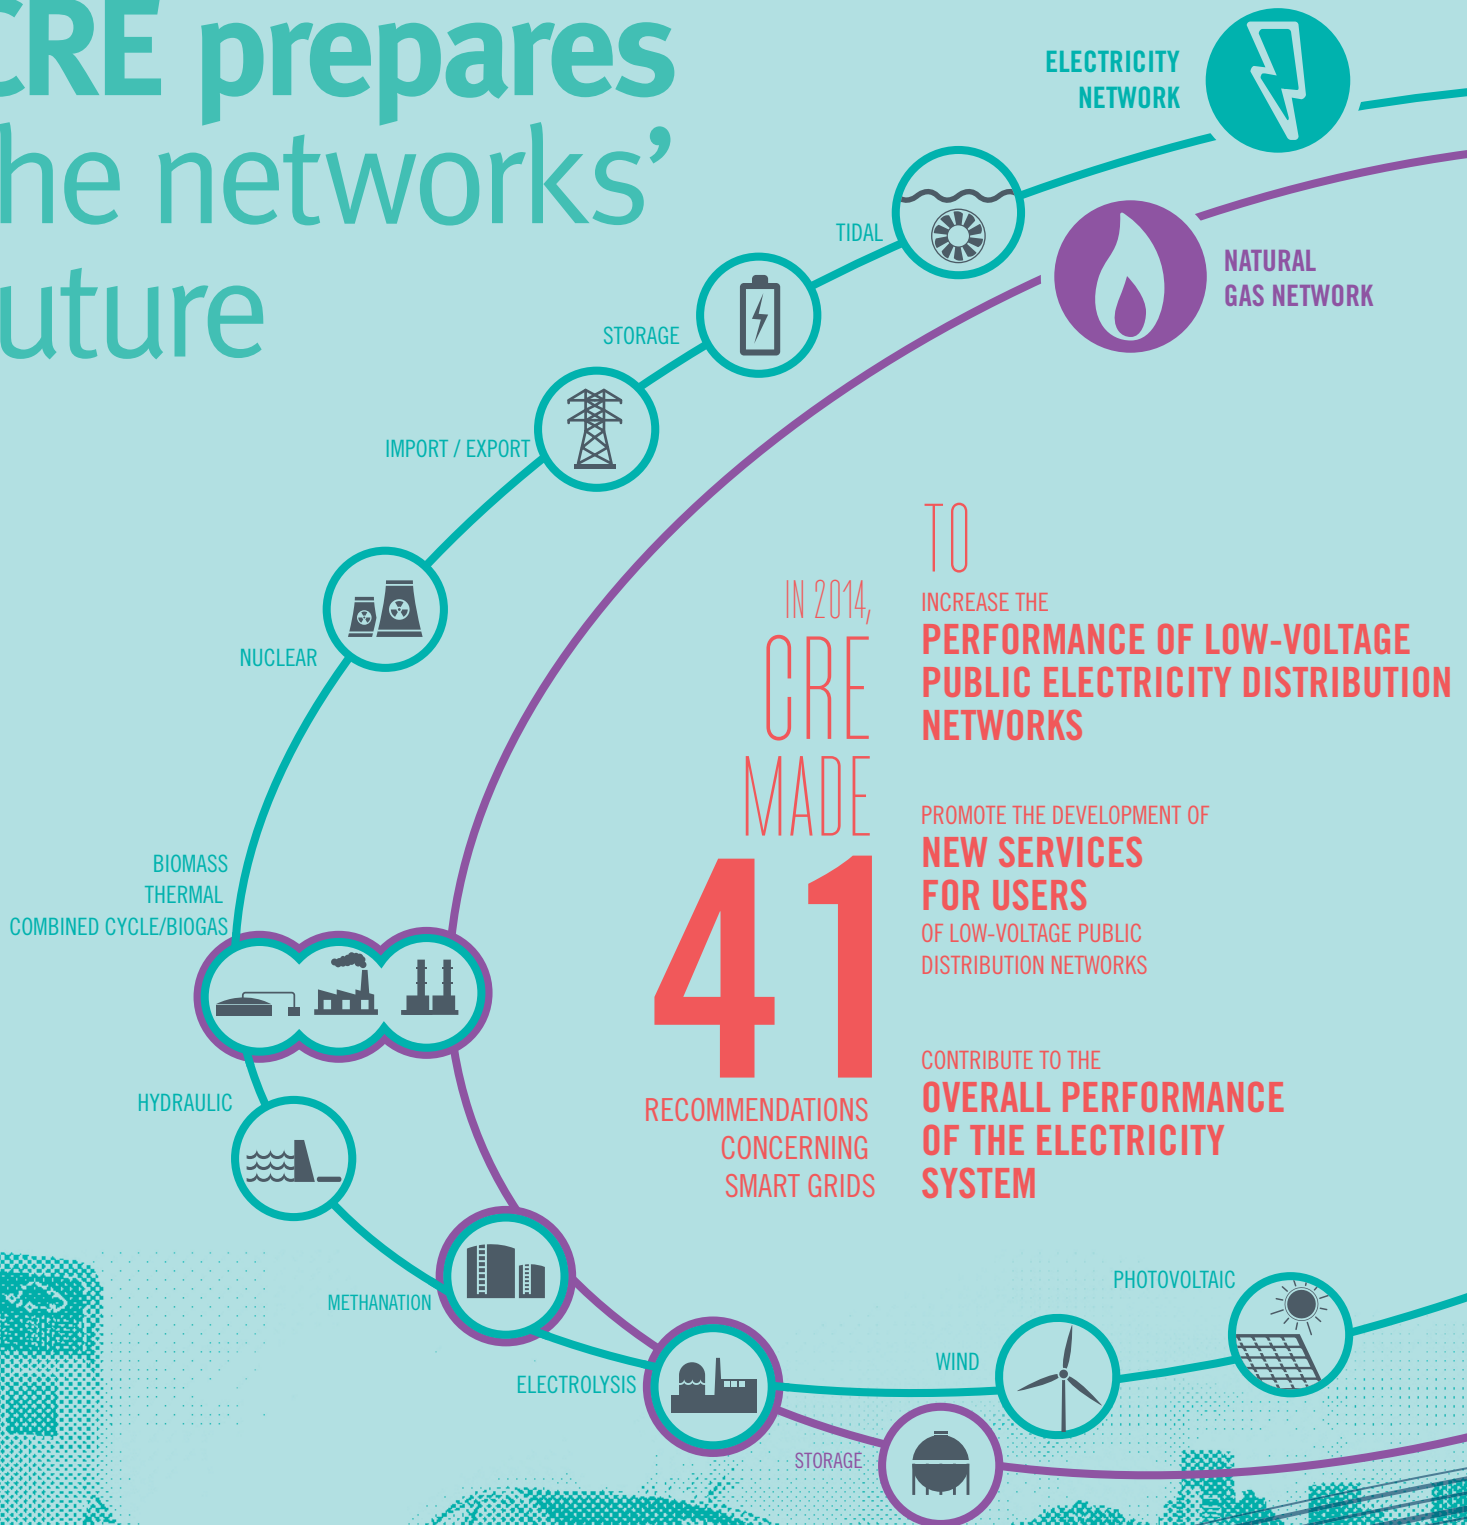 CRE prepares
he networks'
uture
ELECTRICITY
NETWORK
NATURAL
GAS NETWORK
TIDAL
STORAGE
IMPORT / EXPORT
NUCLEAR
BIOMASS
THERMAL
COMBINED CYCLE/BIOGAS
HYDRAULIC
METHANATION
ELECTROLYSIS
STORAGE
WIND
PHOTOVOLTAIC
IN 2014,
CRE
MADE
41
RECOMMENDATIONS
CONCERNING
SMART GRIDS
TO
INCREASE THE
PERFORMANCE OF LOW-VOLTAGE
PUBLIC ELECTRICITY DISTRIBUTION
NETWORKS
PROMOTE THE DEVELOPMENT OF
NEW SERVICES
FOR USERS
OF LOW-VOLTAGE PUBLIC
DISTRIBUTION NETWORKS
CONTRIBUTE TO THE
OVERALL PERFORMANCE
OF THE ELECTRICITY
SYSTEM